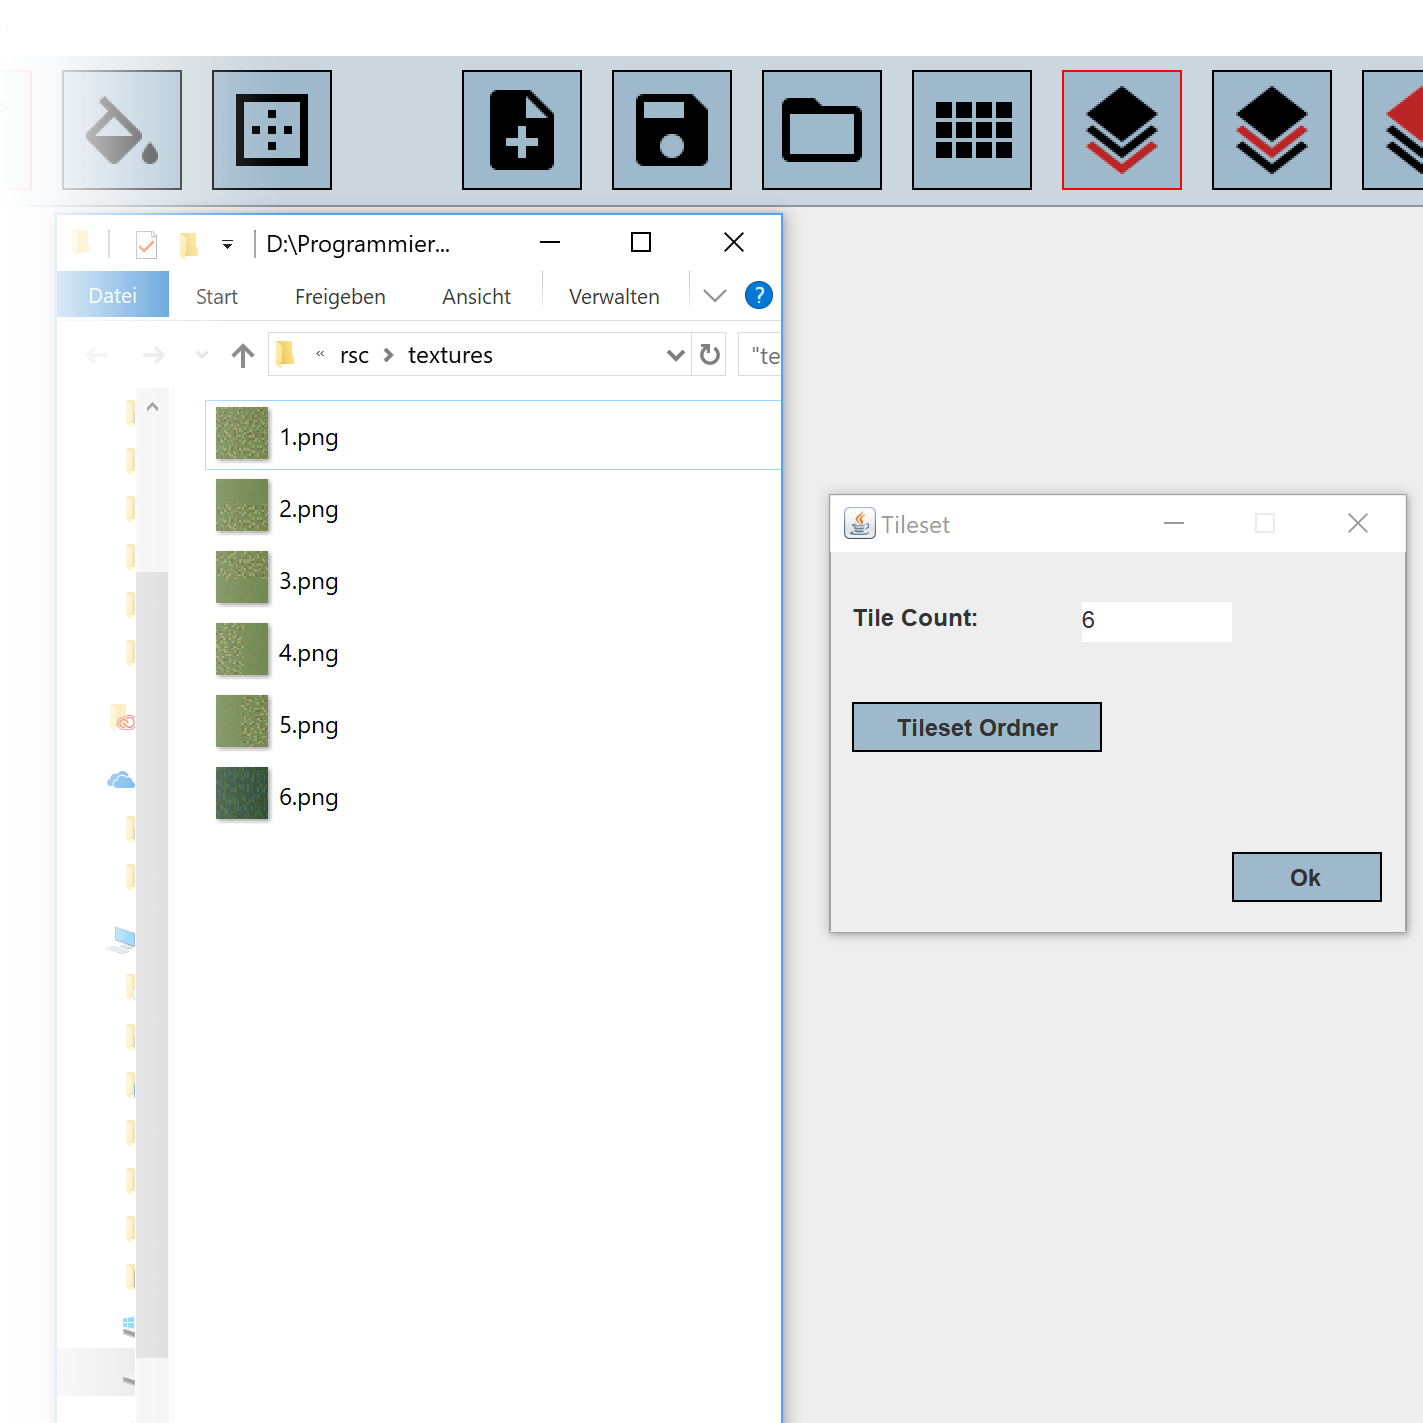 D:\Programmier...
Datei Start Freigeben Ansicht Verwalten ?
« rsc textures "te
1.png
2.png
3.png
4.png
5.png
6.png
Tileset
Tile Count: 6
Tileset Ordner
Ok